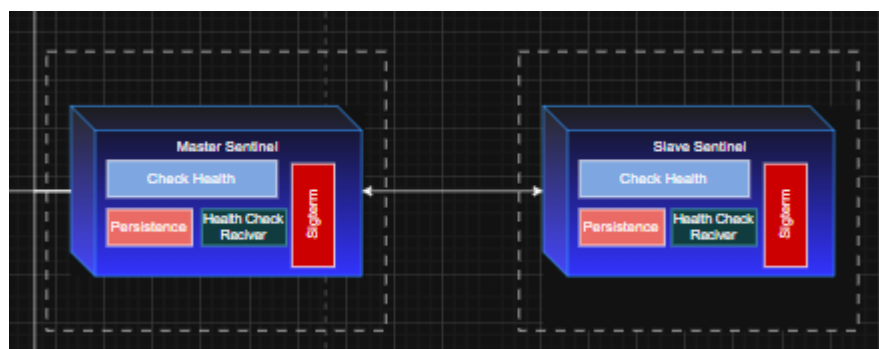 Master Sentinel
Check Health
Persistence
Health Check
Reciver
Sigterm
Slave Sentinel
Check Health
Persistence
Health Check
Reciver
Sigterm